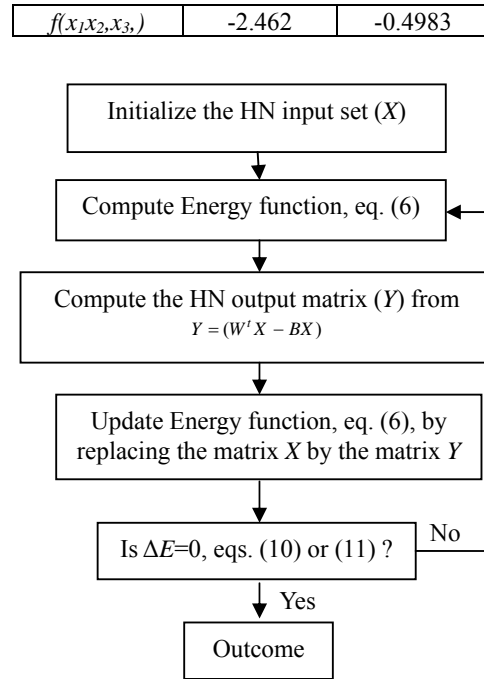 f(x₁x₂,x₃,) -2.462 -0.4983
Initialize the HN input set (X)
Compute Energy function, eq. (6)
Compute the HN output matrix (Y) from
Y = (WᵗX − BX)
Update Energy function, eq. (6), by
replacing the matrix X by the matrix Y
Is ΔE=0, eqs. (10) or (11) ?
No
Yes
Outcome